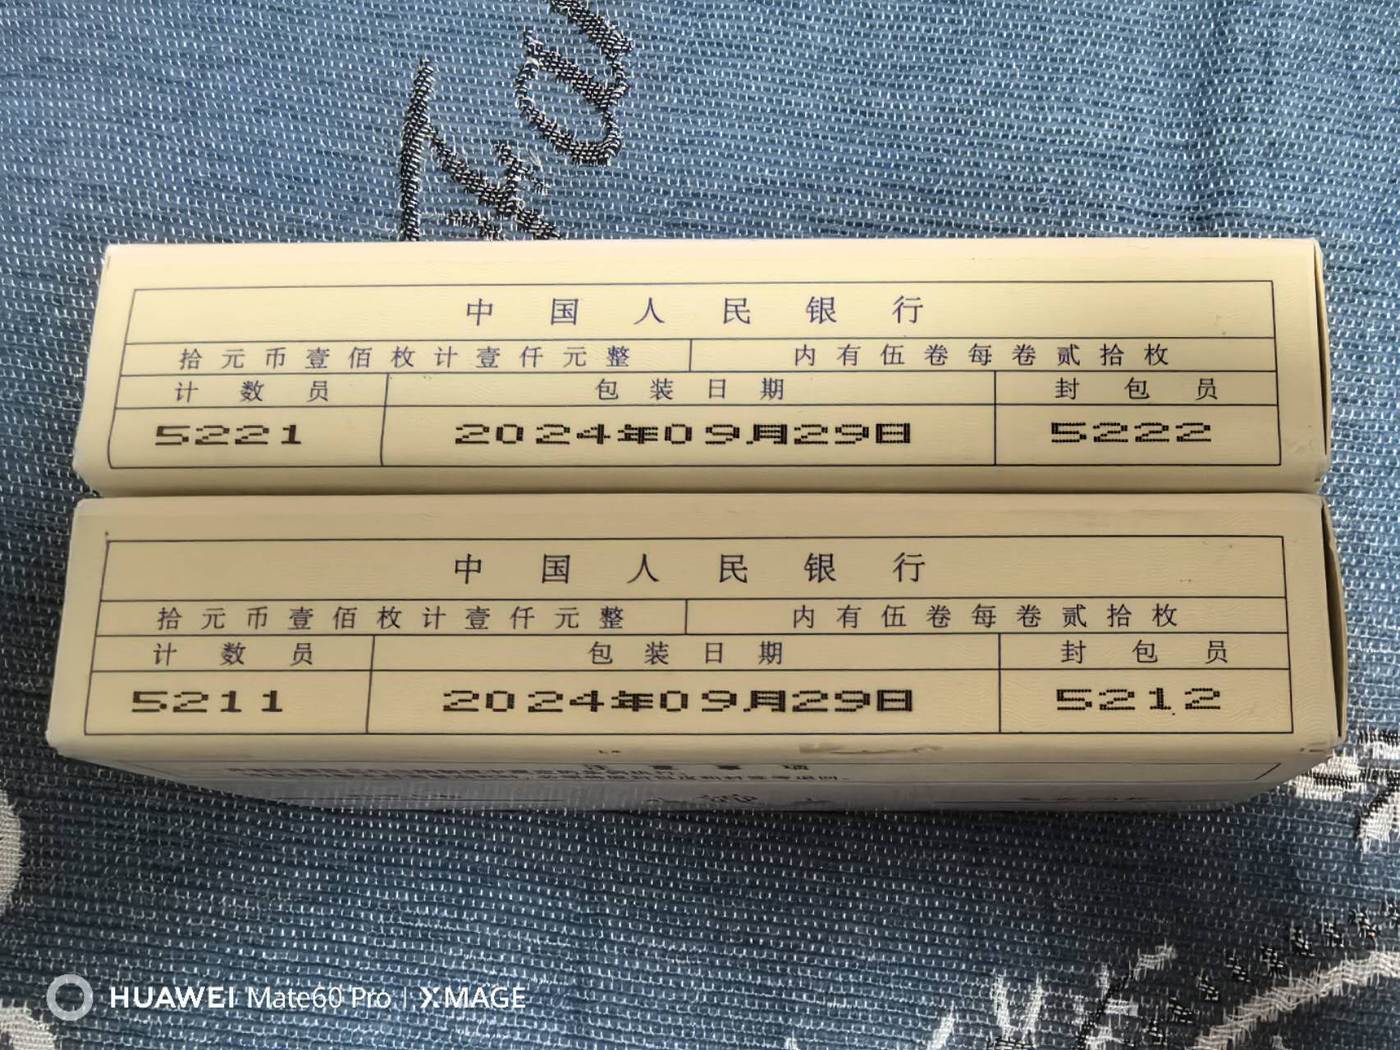 中国人民银行
拾元币壹佰枚计壹仟元整 内有伍卷每卷贰拾枚
计数员 包装日期 封包员
5221 2024年09月29日 5222
中国人民银行
拾元币壹佰枚计壹仟元整 内有伍卷每卷贰拾枚
计数员 包装日期 封包员
5211 2024年09月29日 5212
HUAWEI Mate60 Pro | XMAGE